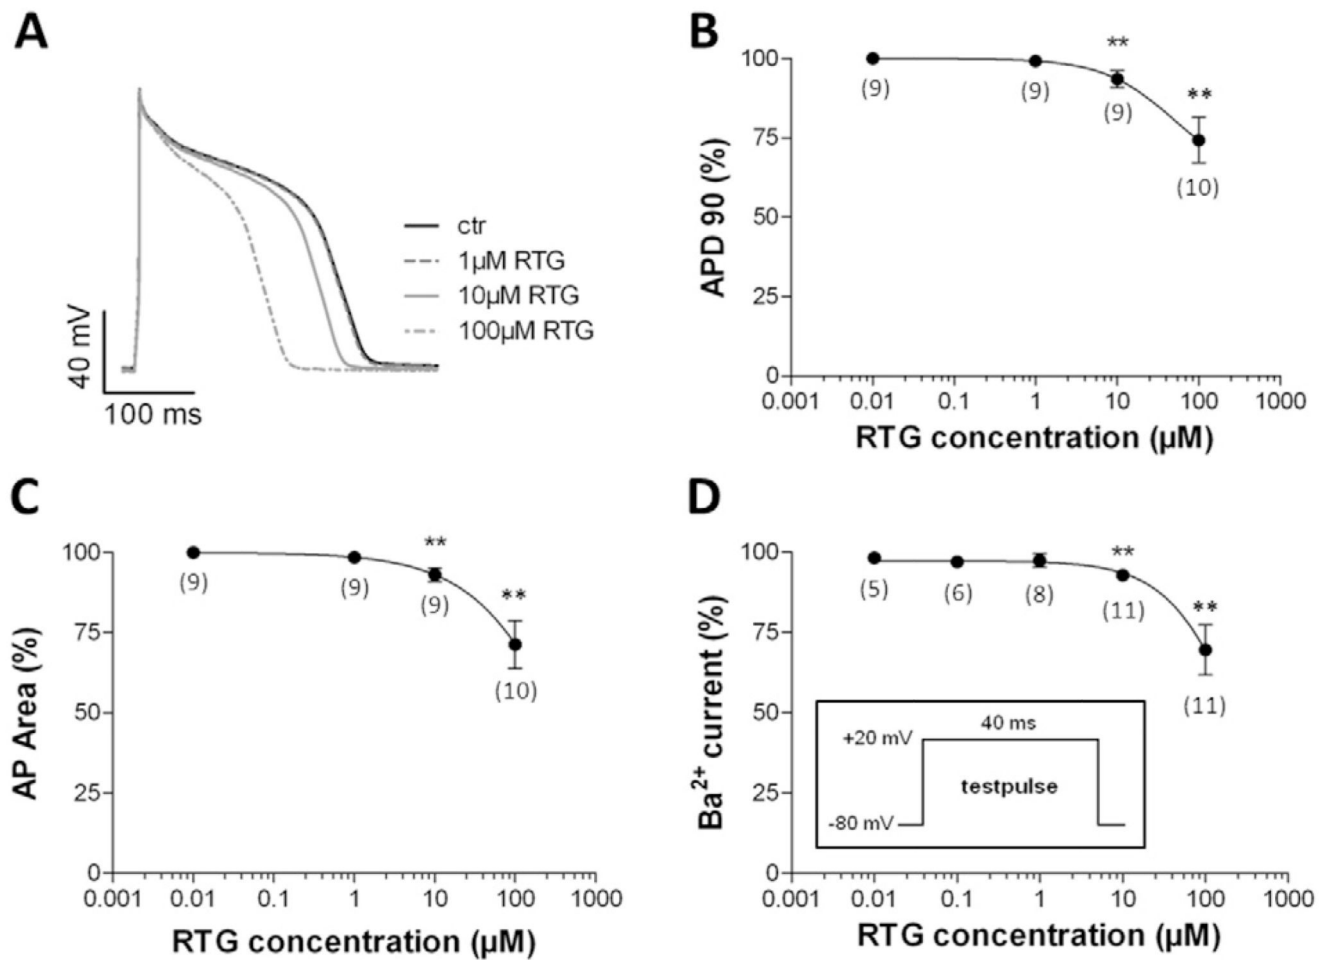 A
40 mV
100 ms
ctr
1µM RTG
10µM RTG
100µM RTG
B
APD 90 (%)
100
75
50
25
0
**
**
(9)
(9)
(9)
(10)
0.001 0.01 0.1 1 10 100 1000
RTG concentration (µM)
C
AP Area (%)
100
75
50
25
0
**
**
(9)
(9)
(9)
(10)
0.001 0.01 0.1 1 10 100 1000
RTG concentration (µM)
D
Ba2+ current (%)
100
75
50
25
0
**
**
(5)
(6)
(8)
(11)
(11)
40 ms
+20 mV
testpulse
-80 mV
0.001 0.01 0.1 1 10 100 1000
RTG concentration (µM)